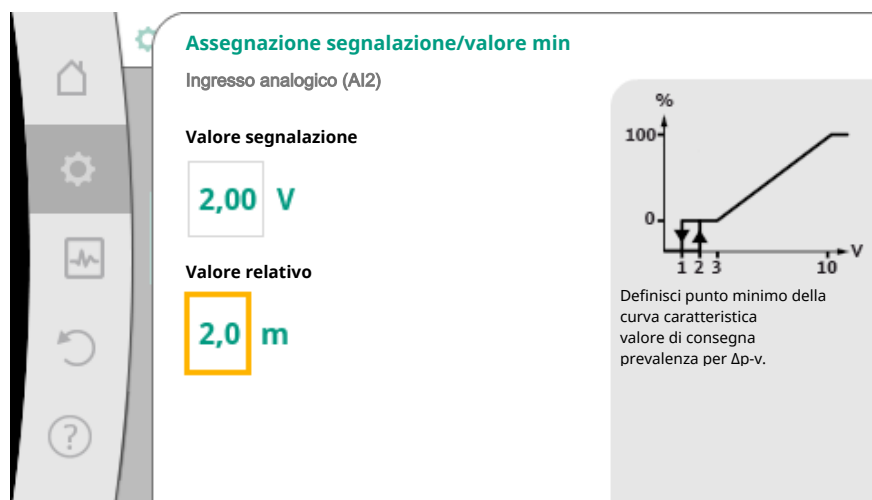 Assegnazione segnalazione/valore min
Ingresso analogico (AI2)
Valore segnalazione
2,00 V
Valore relativo
2,0 m
%
100
0
1 2 3 10 V
Definisci punto minimo della
curva caratteristica
valore di consegna
prevalenza per Δp-v.
?